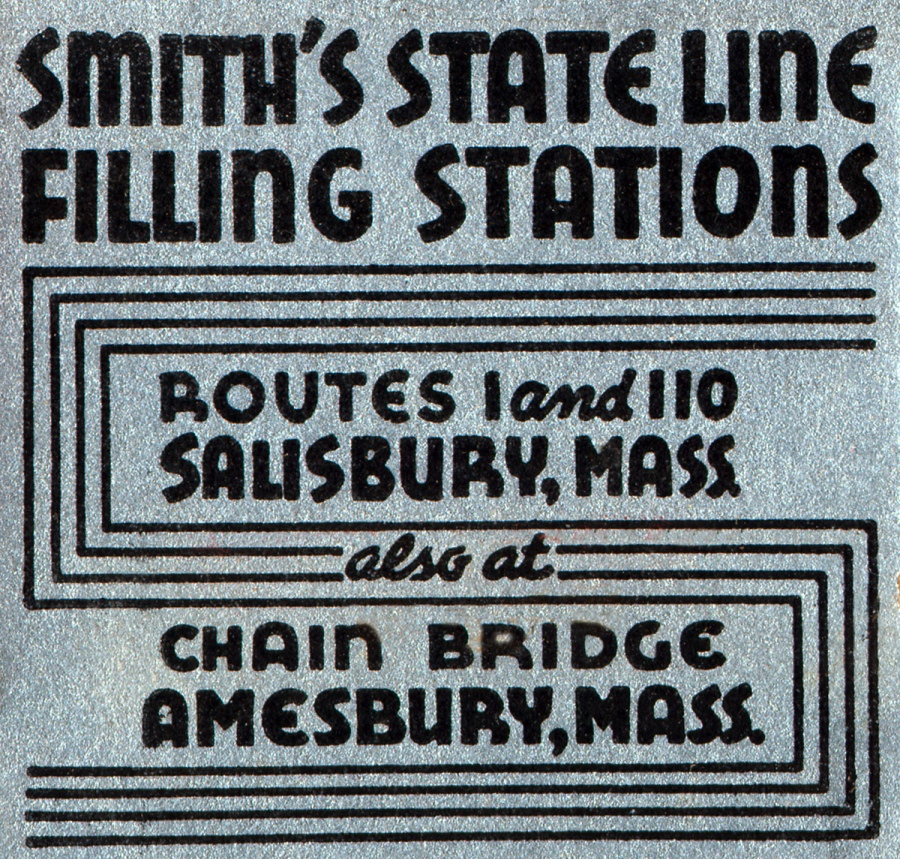 SMITH'S STATE LINE
FILLING STATIONS
ROUTES 1 and 110
SALISBURY, MASS.
also at
CHAIN BRIDGE
AMESBURY, MASS.